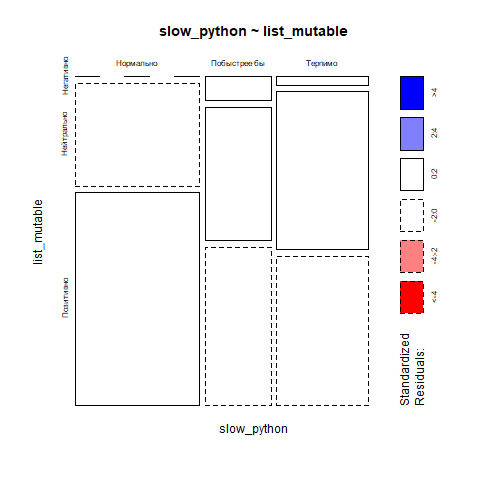 slow_python ~ list_mutable
Нормально
Побыстрее бы
Терпимо
Негативно
Нейтрально
Позитивно
list_mutable
slow_python
>4
2:4
0:2
-2:0
-4:-2
<-4
Standardized
Residuals: